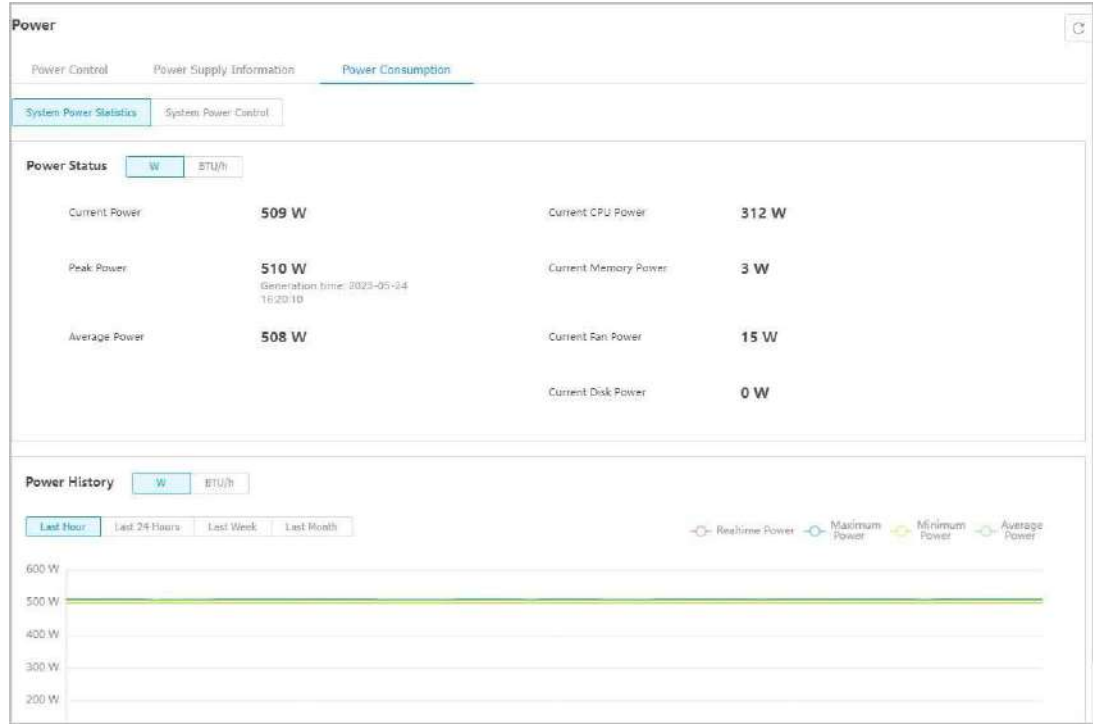 Power
Power Control Power Supply Information Power Consumption
System Power Statistics System Power Control
Power Status W BTU/h
Current Power 509 W Current CPU Power 312 W
Peak Power 510 W Current Memory Power 3 W
Generation time: 2023-05-24
16:20:10
Average Power 508 W Current Fan Power 15 W
Current Disk Power 0 W
Power History W BTU/h
Last Hour Last 24 Hours Last Week Last Month Realtime Power Maximum Power Minimum Power Average Power
600 W
500 W
400 W
300 W
200 W